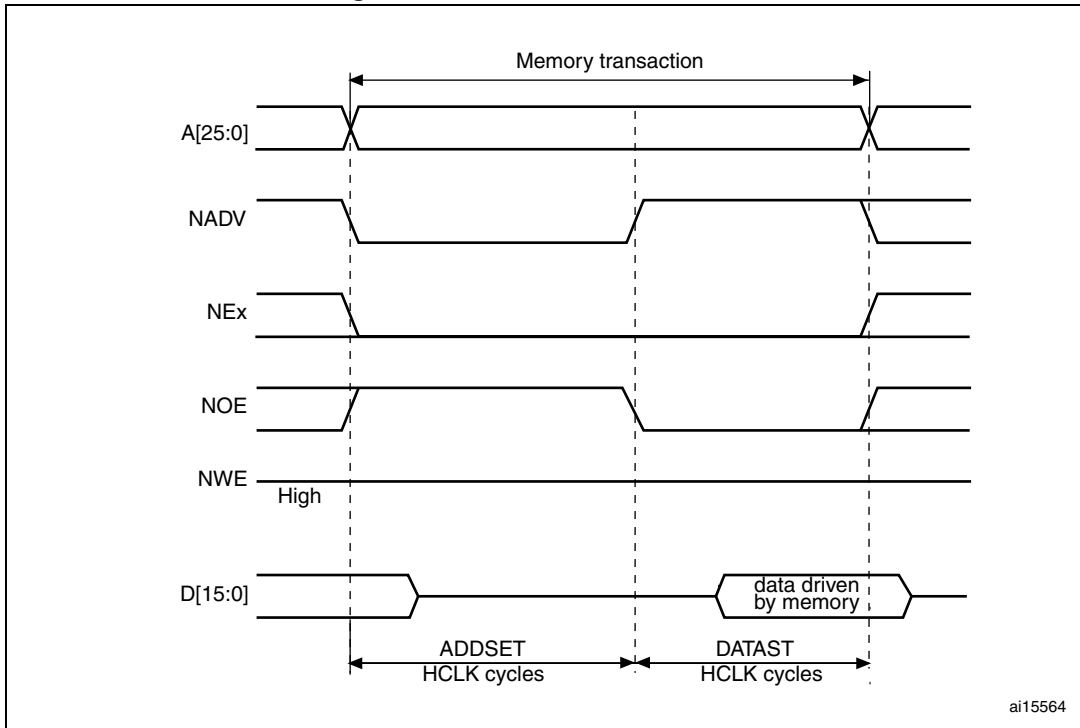 Memory transaction
A[25:0]
NADV
NEx
NOE
NWE
High
D[15:0]
data driven
by memory
ADDSET
HCLK cycles
DATAST
HCLK cycles
ai15564